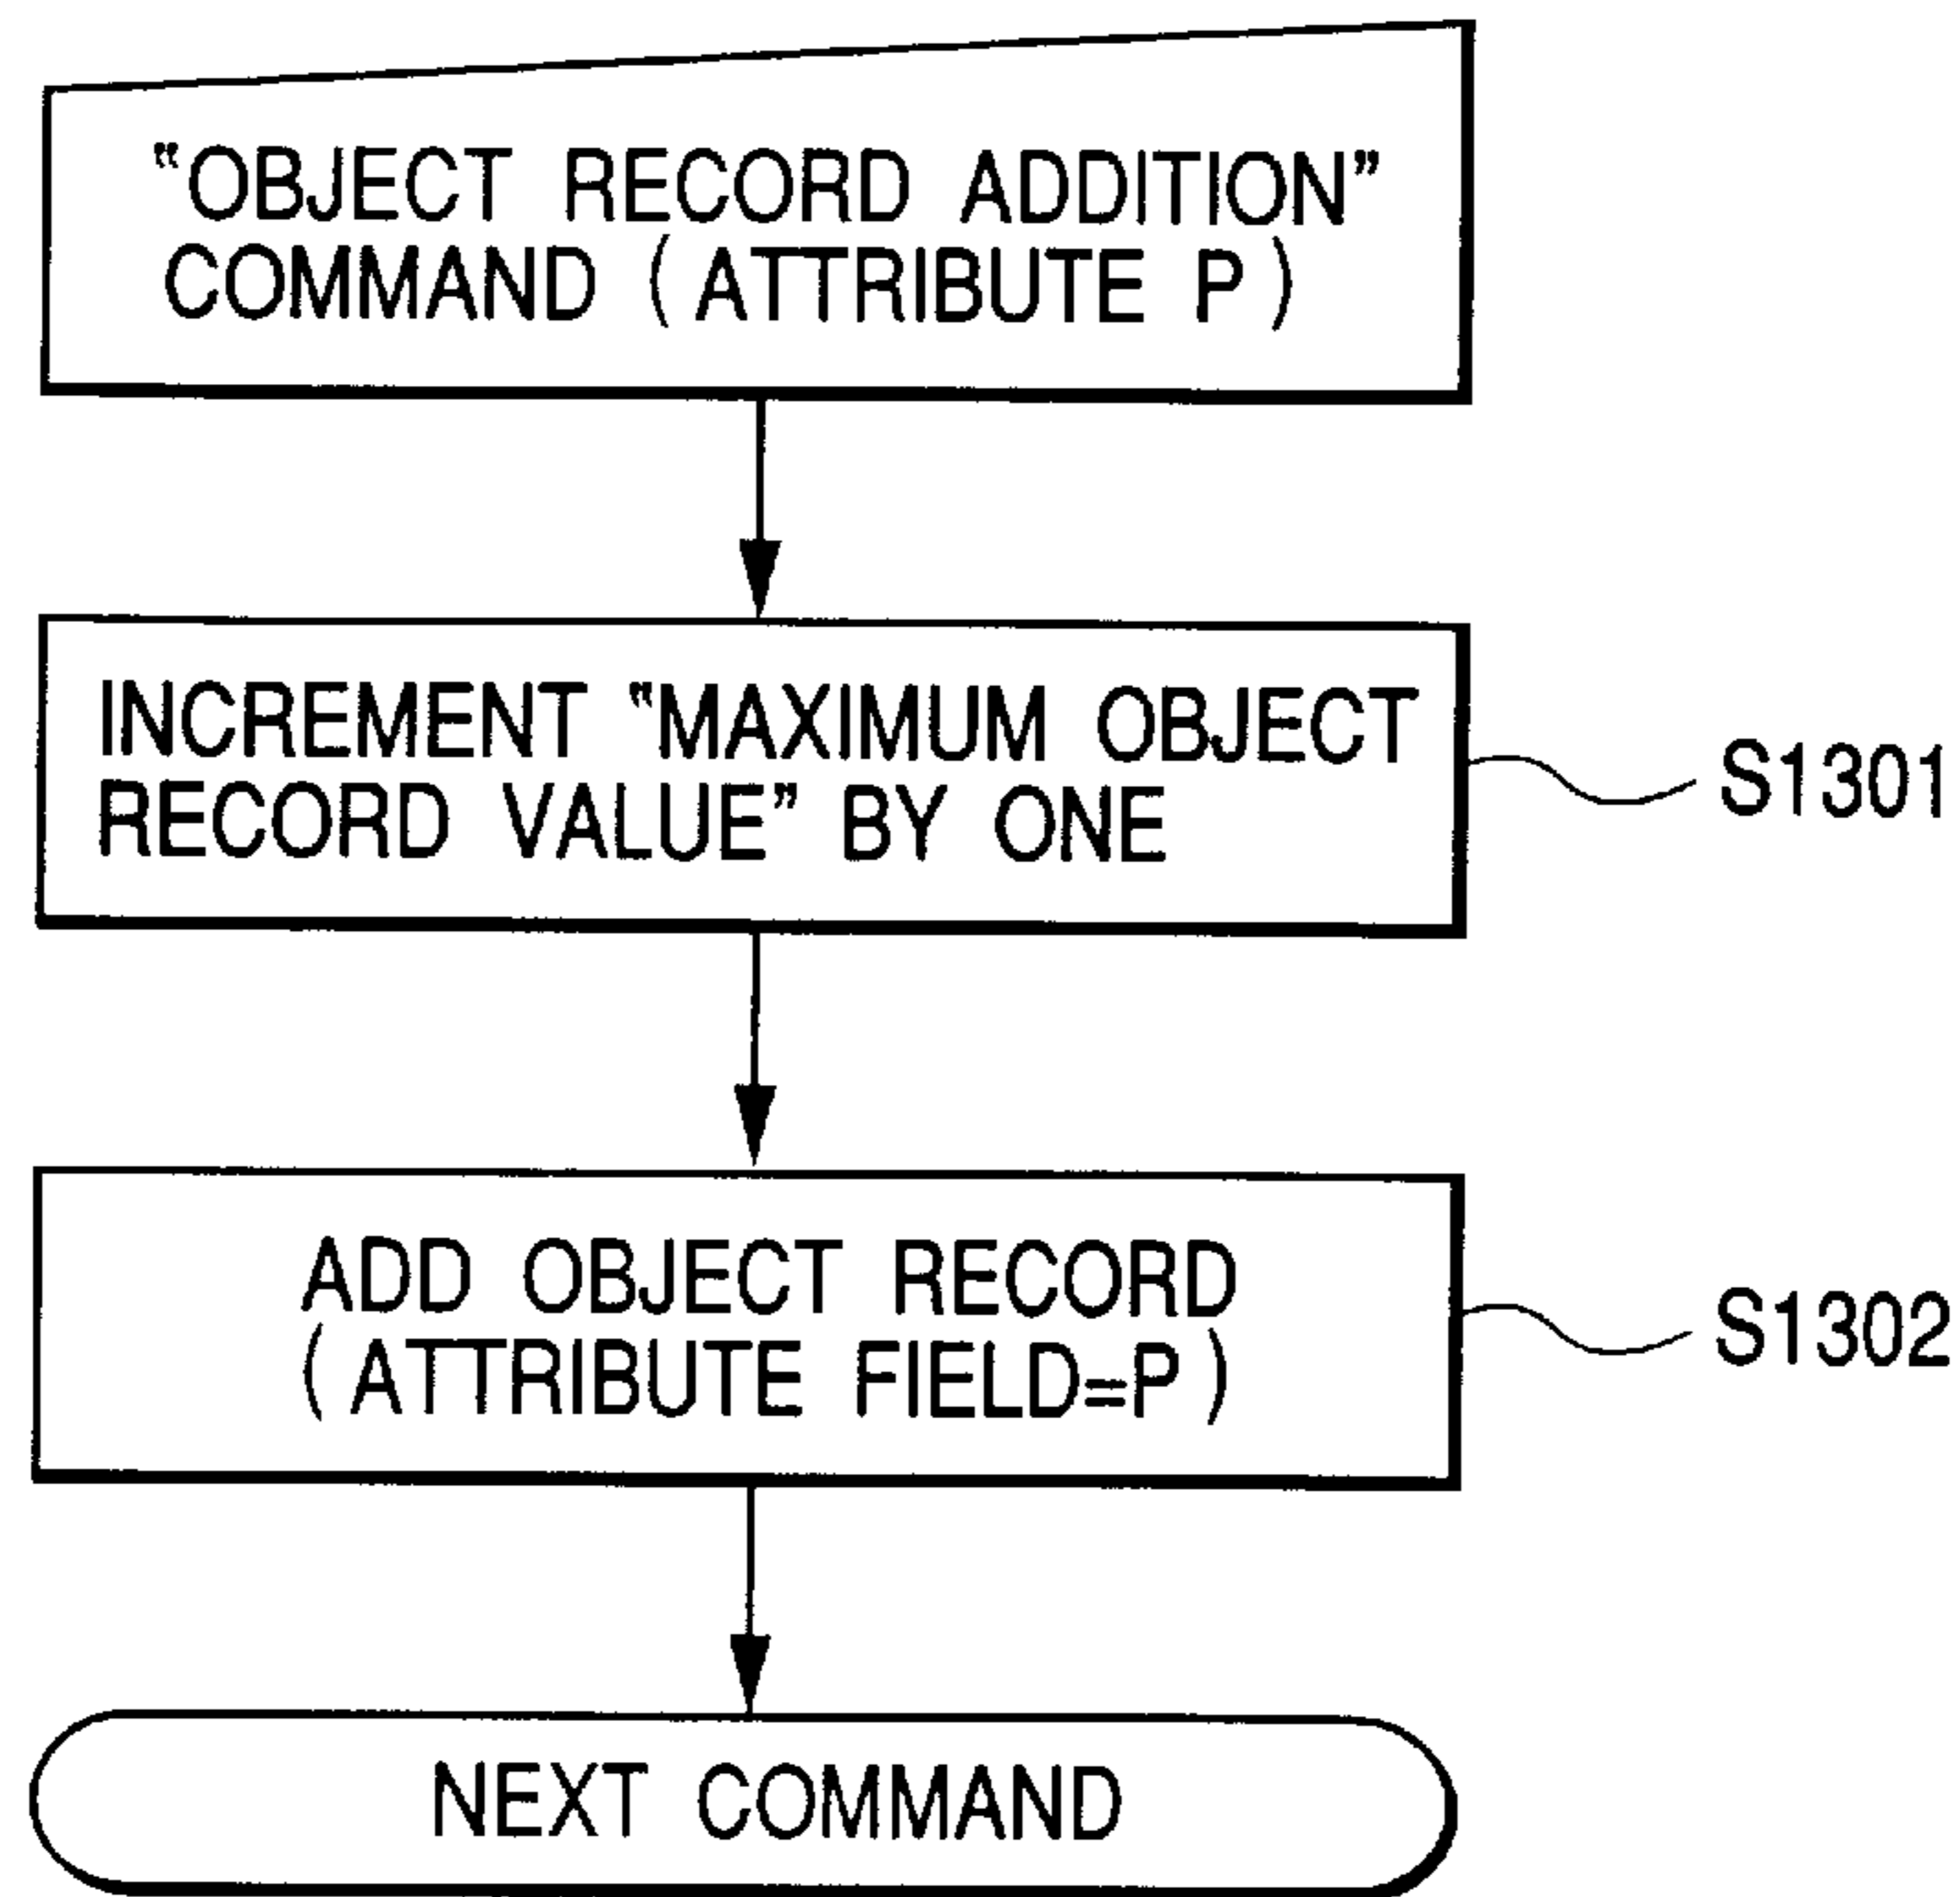 “OBJECT RECORD ADDITION”
COMMAND (ATTRIBUTE P)
INCREMENT “MAXIMUM OBJECT
RECORD VALUE” BY ONE
S1301
ADD OBJECT RECORD
(ATTRIBUTE FIELD=P)
S1302
NEXT COMMAND